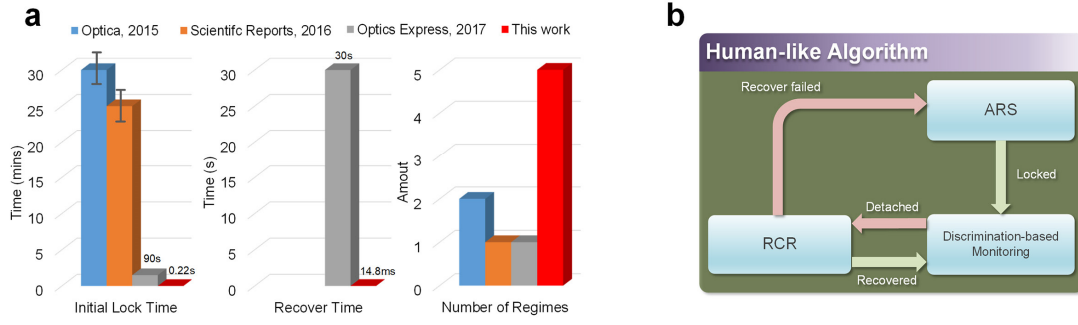 a
Optica, 2015
Scientifc Reports, 2016
Optics Express, 2017
This work
Time (mins)
30
25
20
15
10
5
0
90s
0.22s
Initial Lock Time
Time (s)
30
25
20
15
10
5
0
30s
14.8ms
Recover Time
Amout
5
4
3
2
1
0
Number of Regimes
b
Human-like Algorithm
Recover failed
ARS
Locked
Detached
RCR
Discrimination-based
Monitoring
Recovered